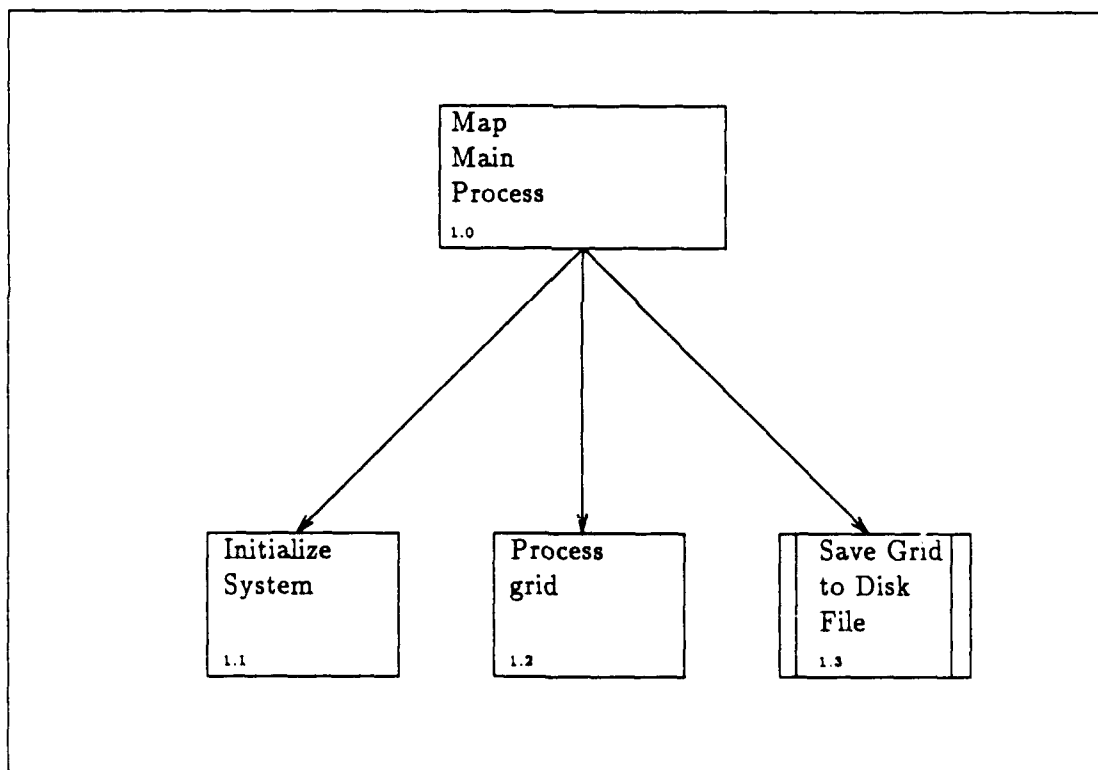 Map
Main
Process
1.0
Initialize
System
1.1
Process
grid
1.2
Save Grid
to Disk
File
1.3